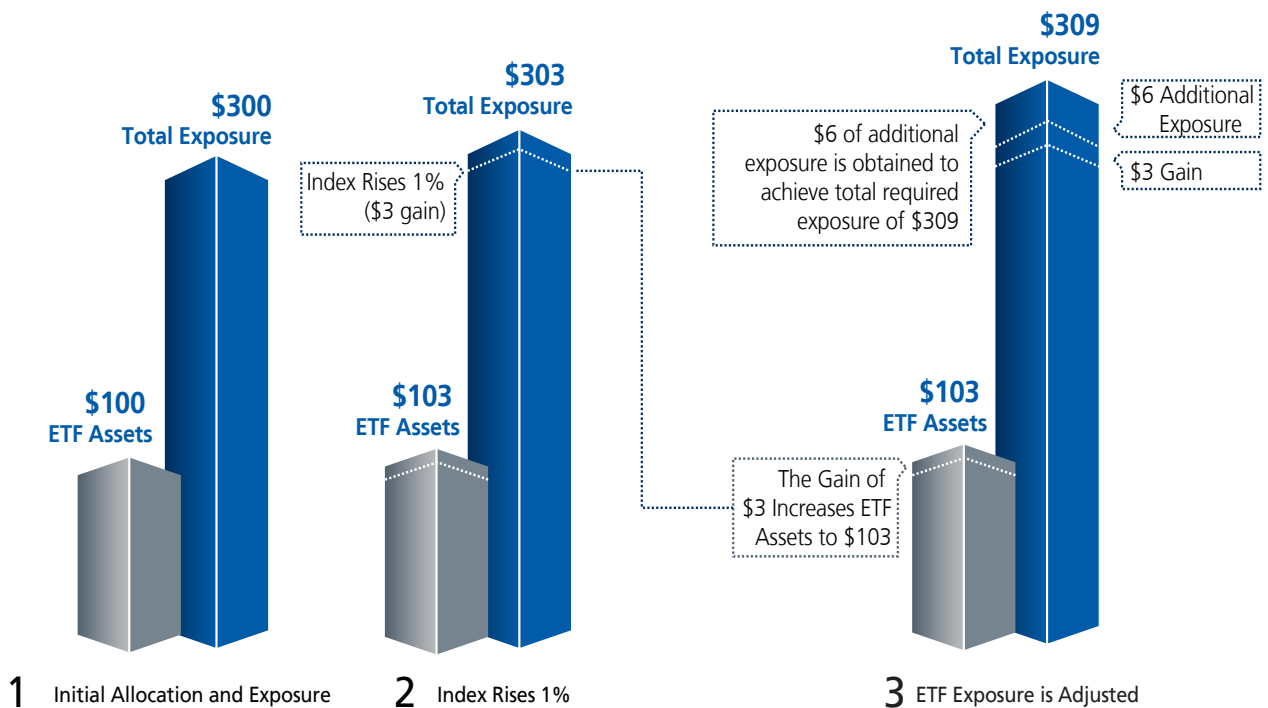 $300
Total Exposure
$100
ETF Assets
1 Initial Allocation and Exposure
$303
Total Exposure
Index Rises 1%
($3 gain)
$103
ETF Assets
2 Index Rises 1%
$309
Total Exposure
$6 of additional
exposure is obtained to
achieve total required
exposure of $309
$6 Additional
Exposure
$3 Gain
$103
ETF Assets
The Gain of
$3 Increases ETF
Assets to $103
3 ETF Exposure is Adjusted